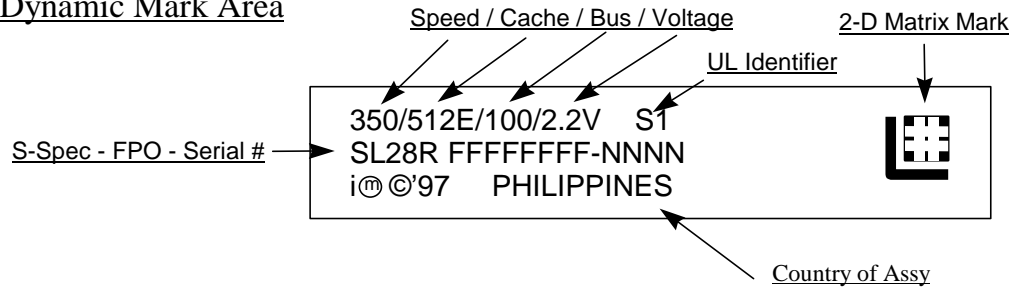 Dynamic Mark Area
Speed / Cache / Bus / Voltage
2-D Matrix Mark
UL Identifier
350/512E/100/2.2V S1
S-Spec - FPO - Serial #
SL28R FFFFFFFF-NNNN
iⓜ©'97 PHILIPPINES
Country of Assy